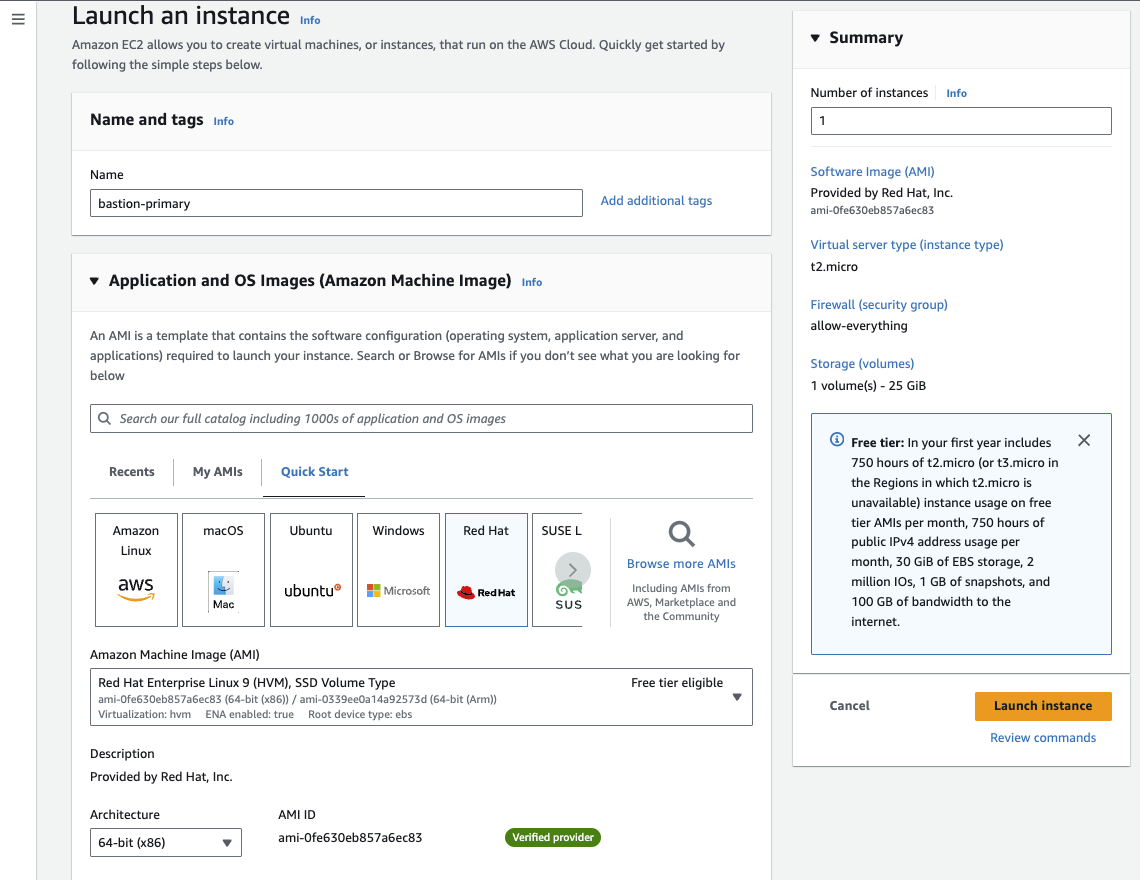 Launch an instance Info
Amazon EC2 allows you to create virtual machines, or instances, that run on the AWS Cloud. Quickly get started by
following the simple steps below.
Name and tags Info
Name
bastion-primary
Add additional tags
Application and OS Images (Amazon Machine Image) Info
An AMI is a template that contains the software configuration (operating system, application server, and
applications) required to launch your instance. Search or Browse for AMIs if you don't see what you are looking for
below
Search our full catalog including 1000s of application and OS images
Recents
My AMIs
Quick Start
Amazon
Linux
aws
macOS
Mac
Ubuntu
ubuntu
Windows
Microsoft
Red Hat
Red Hat
SUSE L
SUS
Browse more AMIs
Including AMIs from
AWS, Marketplace and
the Community
Amazon Machine Image (AMI)
Red Hat Enterprise Linux 9 (HVM), SSD Volume Type
Free tier eligible
ami-0fe630eb857a6ec83 (64-bit (x86)) / ami-0339ee0a14a92573d (64-bit (Arm))
Virtualization: hvm ENA enabled: true Root device type: ebs
Description
Provided by Red Hat, Inc.
Architecture
64-bit (x86)
AMI ID
ami-0fe630eb857a6ec83
Verified provider
Summary
Number of instances Info
1
Software Image (AMI)
Provided by Red Hat, Inc.
ami-0fe630eb857a6ec83
Virtual server type (instance type)
t2.micro
Firewall (security group)
allow-everything
Storage (volumes)
1 volume(s) - 25 GiB
Free tier: In your first year includes
750 hours of t2.micro (or t3.micro in
the Regions in which t2.micro is
unavailable) instance usage on free
tier AMIs per month, 750 hours of
public IPv4 address usage per
month, 30 GiB of EBS storage, 2
million IOs, 1 GB of snapshots, and
100 GB of bandwidth to the
internet.
Cancel
Launch instance
Review commands